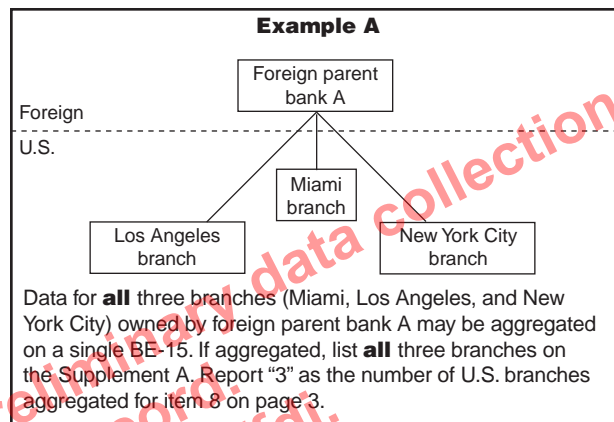 Example A
Foreign parent
bank A
Foreign
U.S.
Miami
branch
Los Angeles
branch
New York City
branch
Data for all three branches (Miami, Los Angeles, and New
York City) owned by foreign parent bank A may be aggregated
on a single BE-15. If aggregated, list all three branches on
the Supplement A. Report “3” as the number of U.S. branches
aggregated for item 8 on page 3.
data collection